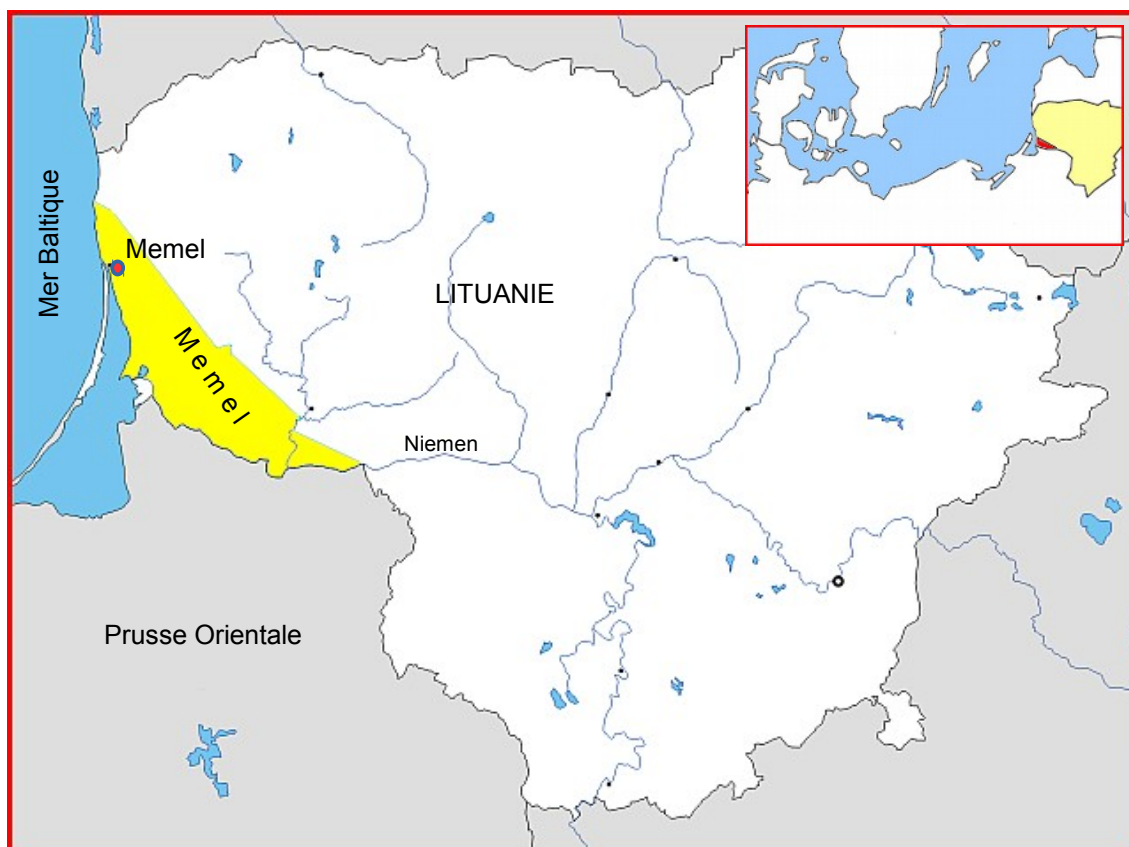 Mer Baltique
Memel
LITUANIE
Memel
Niemen
Prusse Orientale